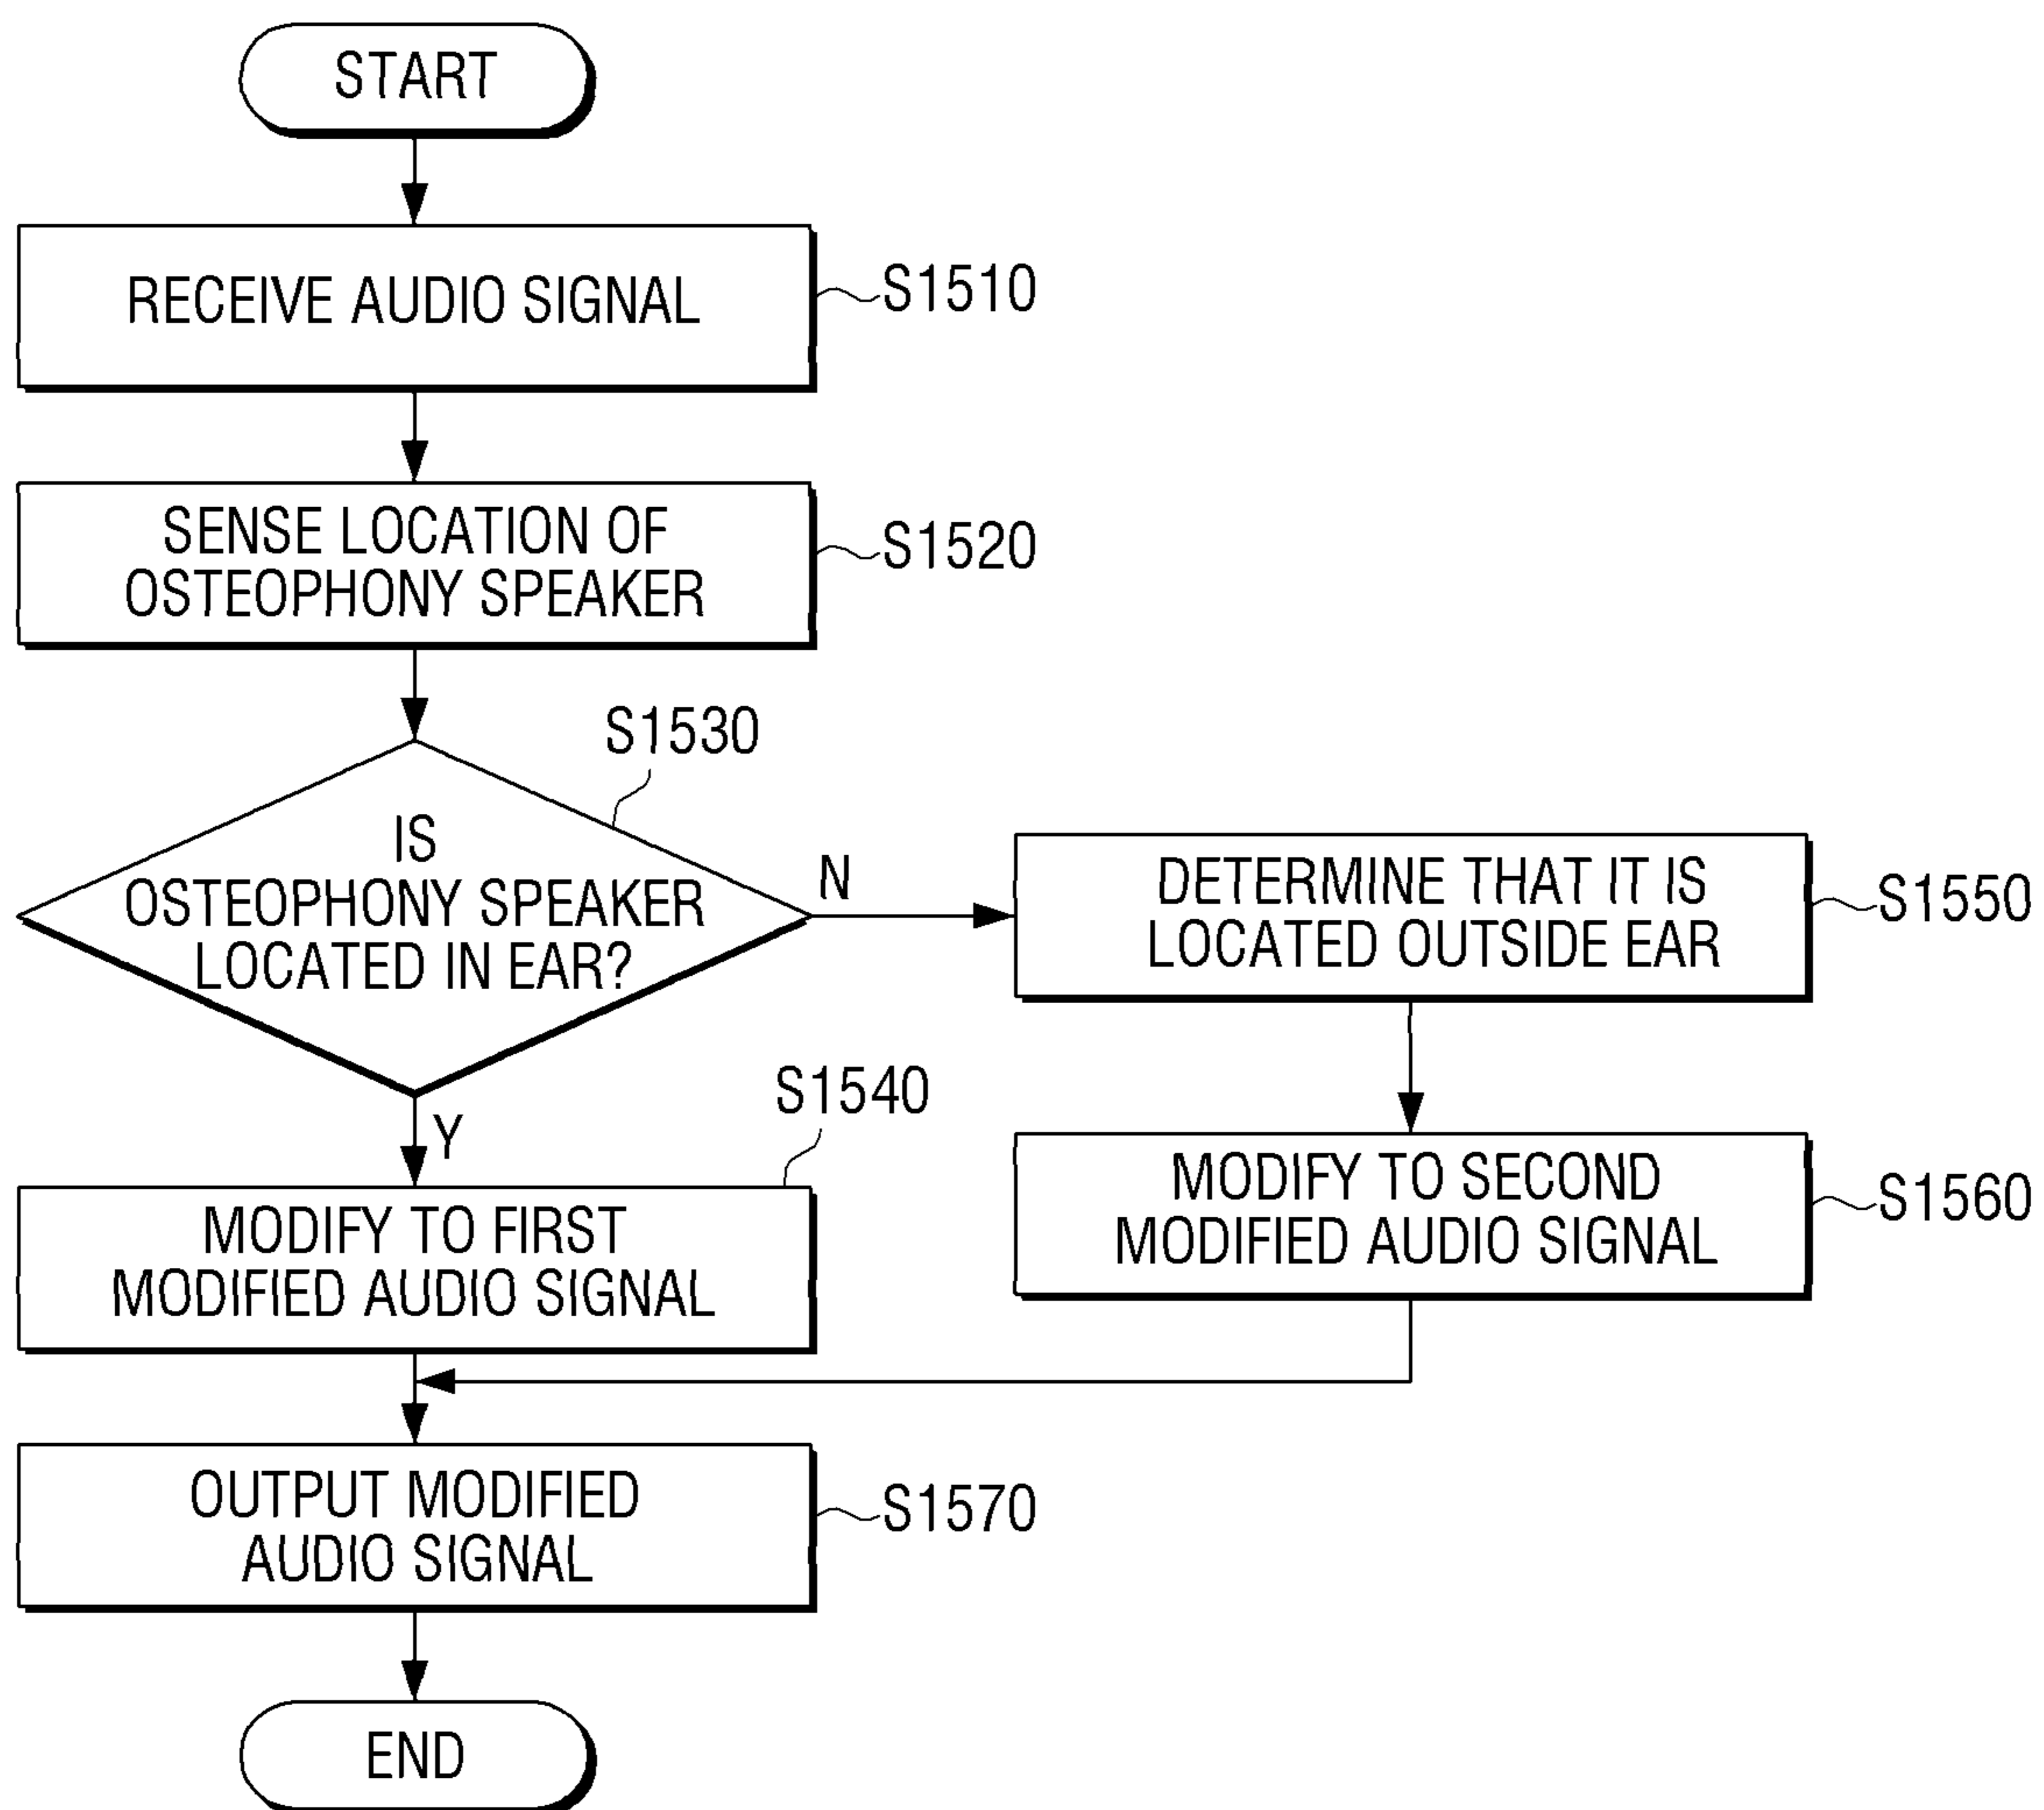 START
RECEIVE AUDIO SIGNAL
S1510
SENSE LOCATION OF
OSTEOPHONY SPEAKER
S1520
S1530
IS
OSTEOPHONY SPEAKER
LOCATED IN EAR?
N
DETERMINE THAT IT IS
LOCATED OUTSIDE EAR
S1550
Y
S1540
MODIFY TO FIRST
MODIFIED AUDIO SIGNAL
MODIFY TO SECOND
MODIFIED AUDIO SIGNAL
S1560
OUTPUT MODIFIED
AUDIO SIGNAL
S1570
END